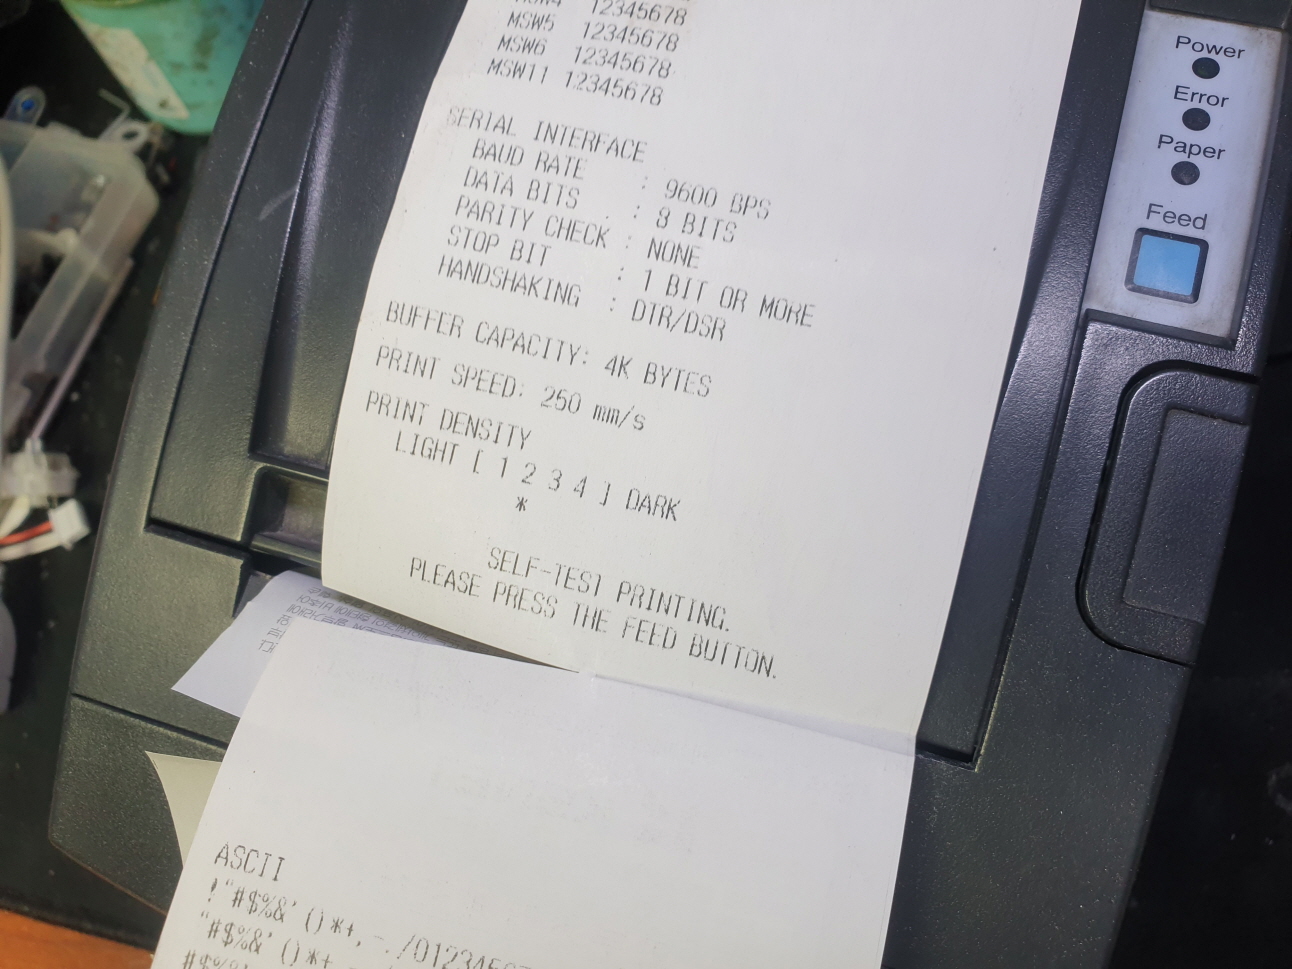 MSW4 12345678
MSW5 12345678
MSW6 12345678
MSW11 12345678
SERIAL INTERFACE
BAUD RATE : 9600 BPS
DATA BITS : 8 BITS
PARITY CHECK : NONE
STOP BIT : 1 BIT OR MORE
HANDSHAKING : DTR/DSR
BUFFER CAPACITY: 4K BYTES
PRINT SPEED: 250 mm/s
PRINT DENSITY
LIGHT [ 1 2 3 4 ] DARK
*
SELF-TEST PRINTING.
PLEASE PRESS THE FEED BUTTON.
ASCII
!"#$%&'()*+,-./01234567
"#$%&'()*+,-
#$%&'
Power
Error
Paper
Feed